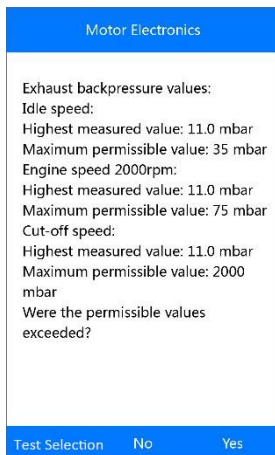 Motor Electronics
Exhaust backpressure values:
Idle speed:
Highest measured value: 11.0 mbar
Maximum permissible value: 35 mbar
Engine speed 2000rpm:
Highest measured value: 11.0 mbar
Maximum permissible value: 75 mbar
Cut-off speed:
Highest measured value: 11.0 mbar
Maximum permissible value: 2000
mbar
Were the permissible values
exceeded?
Test Selection No Yes